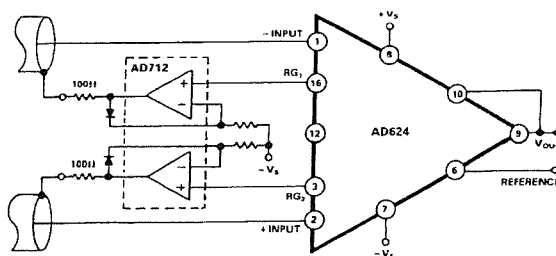 +VS
– INPUT
1
8
AD712
RG1
100Ω
16
10
12
AD624
9
VOU
–VS
100Ω
6
3
REFERENCE
RG2
7
+ INPUT
2
–VS